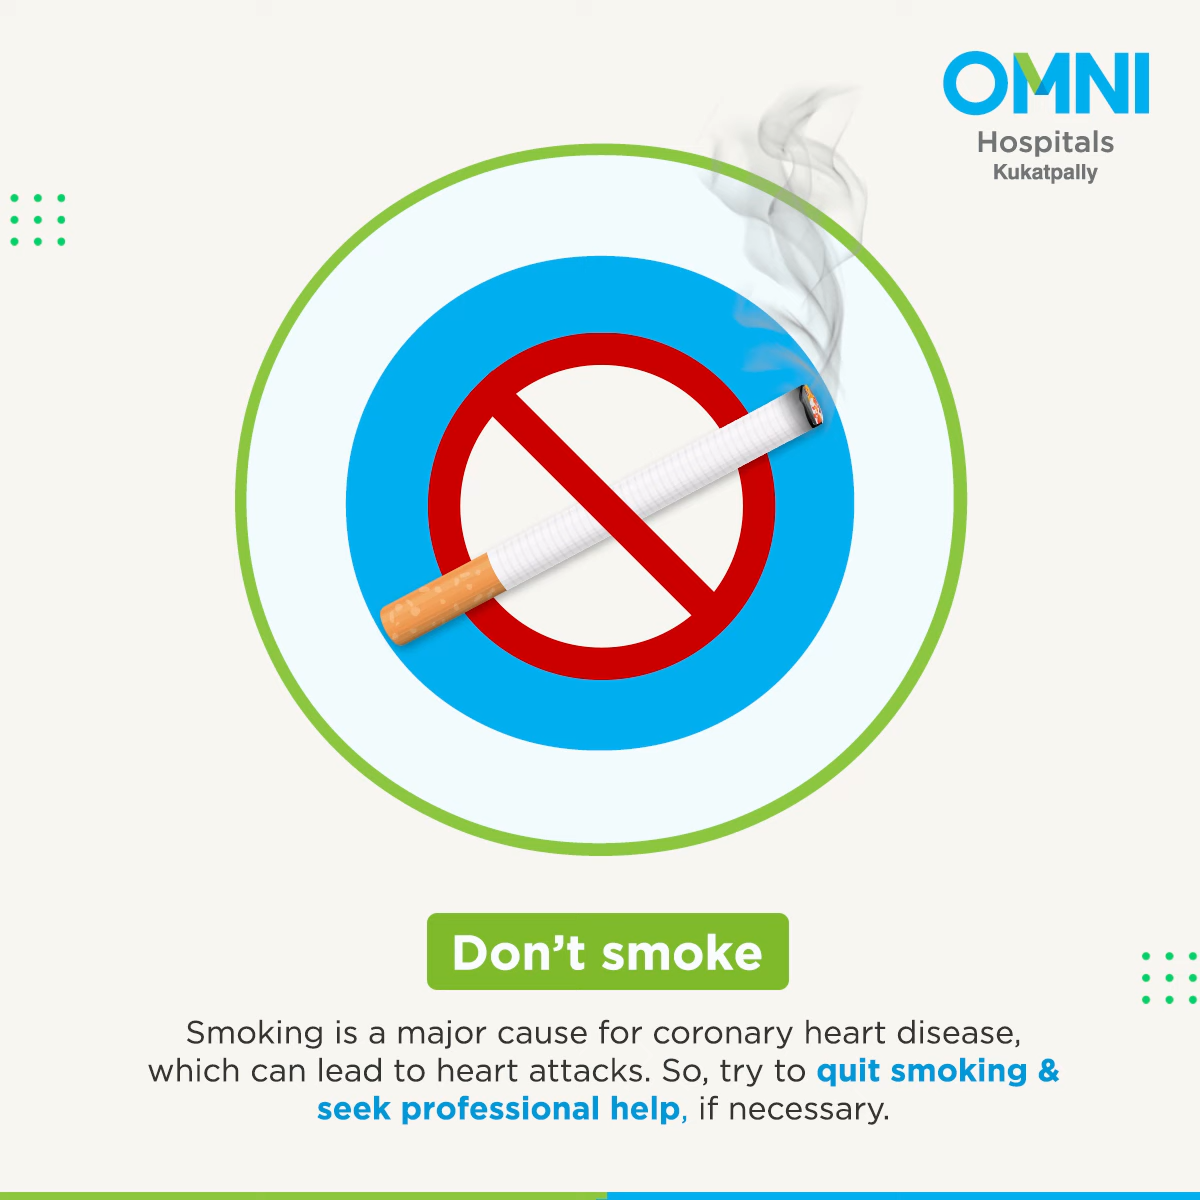 OMNI
Hospitals
Kukatpally
Don't smoke
Smoking is a major cause for coronary heart disease,
which can lead to heart attacks. So, try to quit smoking &
seek professional help, if necessary.